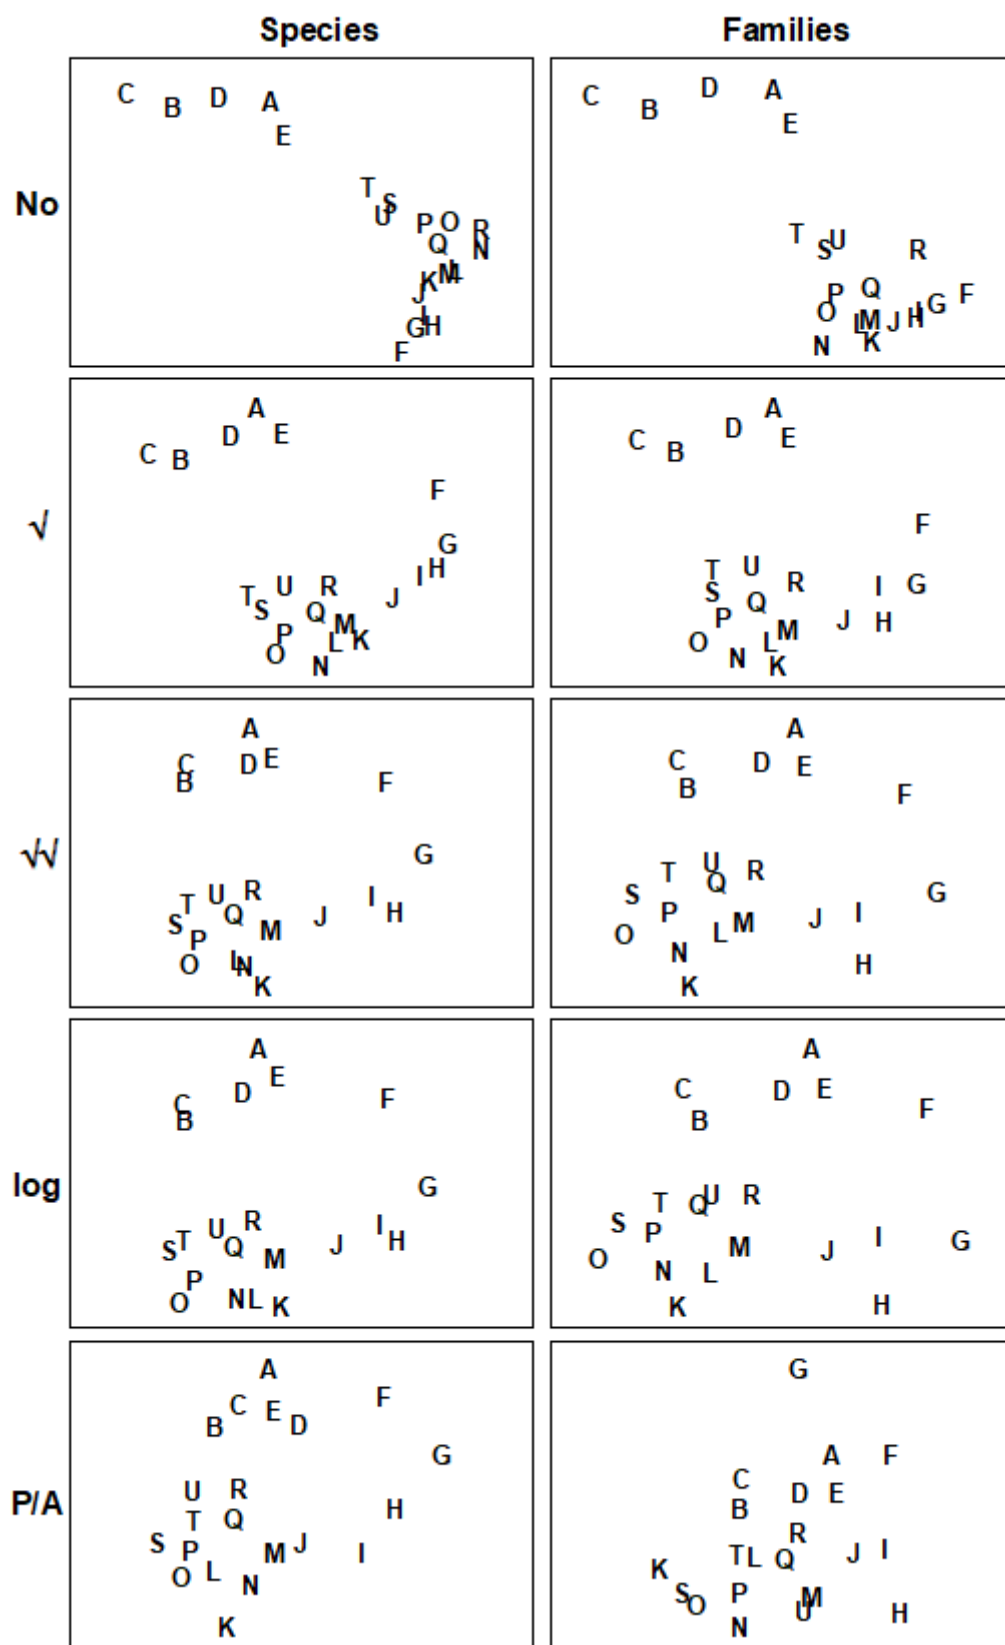 Species Families
No
C B D A
E
T S
U P O R
Q N
K M L
J
I
G H
F
C B D A
E
T S U R
P Q G F
O L M J H I
N K
√
A
D E
C B
F
G
I H
T U R J
S Q
P M
O L K
N
A
C D E
B
F
T U R I G
S Q
P M J H
O L
N K
√√
A
C D E
B F
G
T U R I
S Q M J H
P
O L N
K
A
C D E
B F
U
T Q R
S G
P M J I
O L
N H
K
log
A
D E
C F
B
G
U R I
S T Q M J H
P
O N L K
A
C D E
B F
T Q U R
S P
O M J I G
N L
K H
P/A
A
C E F
B D
G
U R
T Q H
S P M J I
O L N
K
G
A F
C D E
B
R
T L Q J I
K
S P M
O U H
N